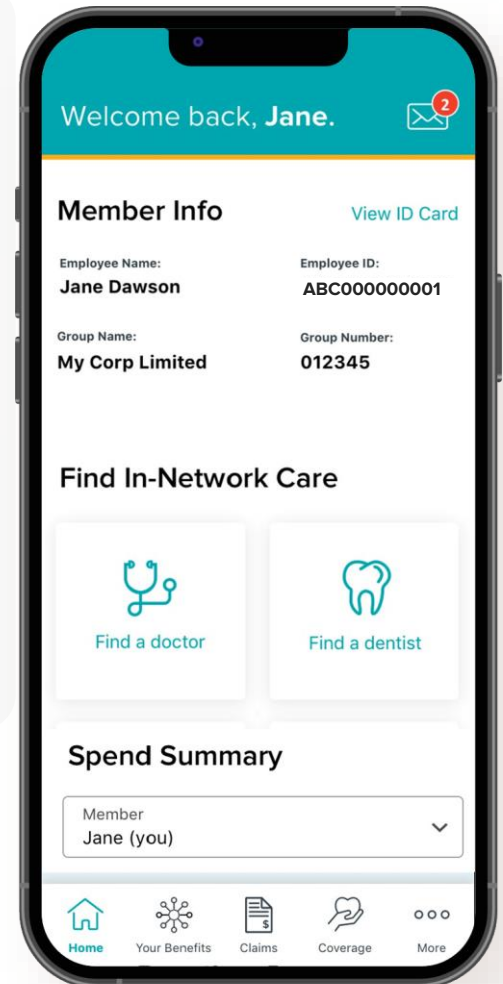 Welcome back, Jane.
2
Member Info
View ID Card
Employee Name:
Employee ID:
Jane Dawson
ABC000000001
Group Name:
Group Number:
My Corp Limited
012345
Find In-Network Care
Find a doctor
Find a dentist
Spend Summary
Member
Jane (you)
$
Home
Your Benefits
Claims
Coverage
More